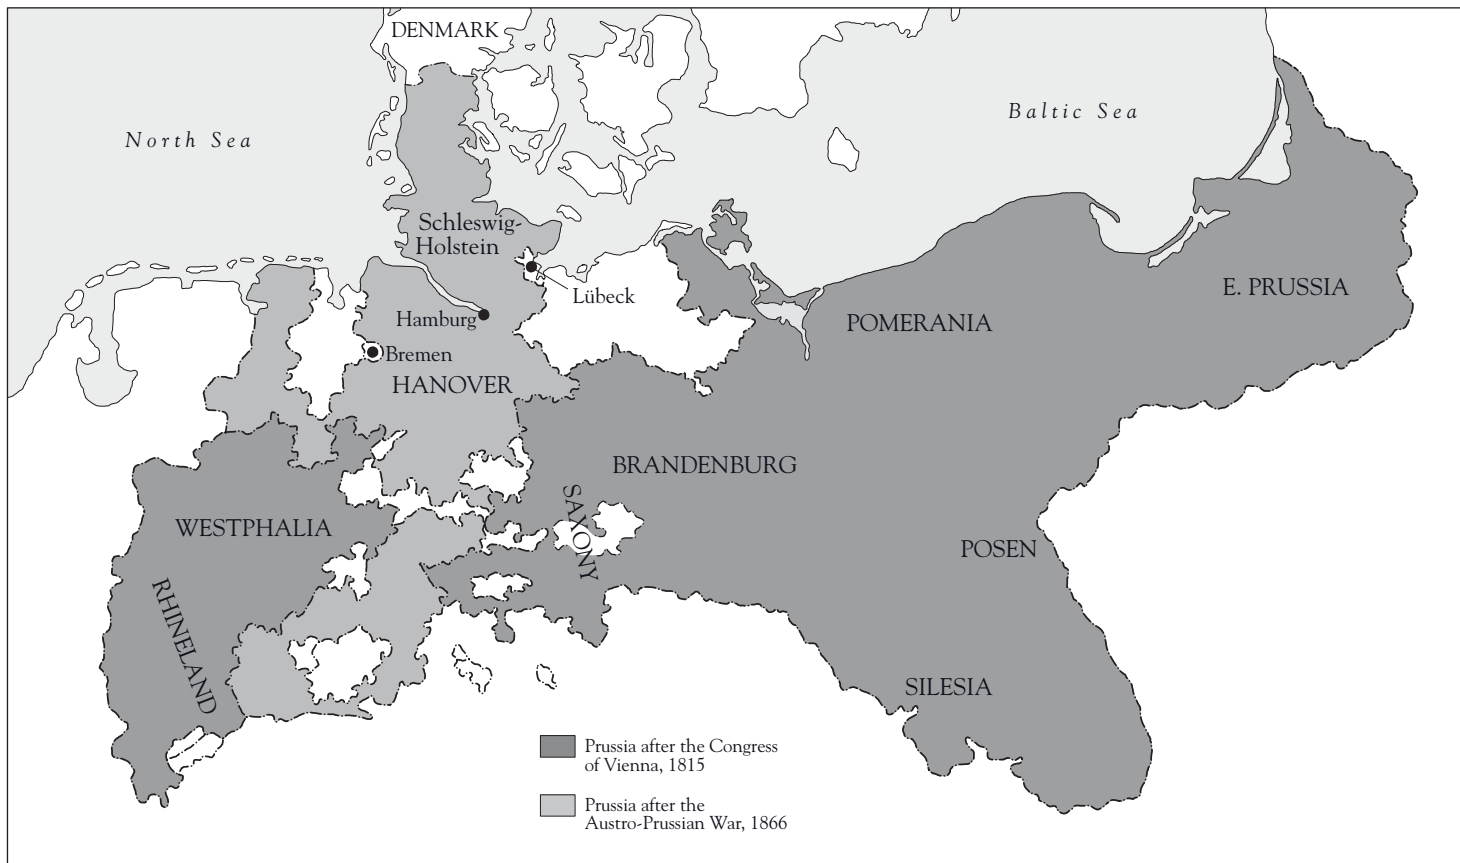 DENMARK
North Sea
Baltic Sea
Schleswig-
Holstein
Lübeck
E. PRUSSIA
Hamburg
POMERANIA
Bremen
HANOVER
BRANDENBURG
SAXONY
WESTPHALIA
POSEN
RHINELAND
SILESIA
Prussia after the Congress
of Vienna, 1815
Prussia after the
Austro-Prussian War, 1866